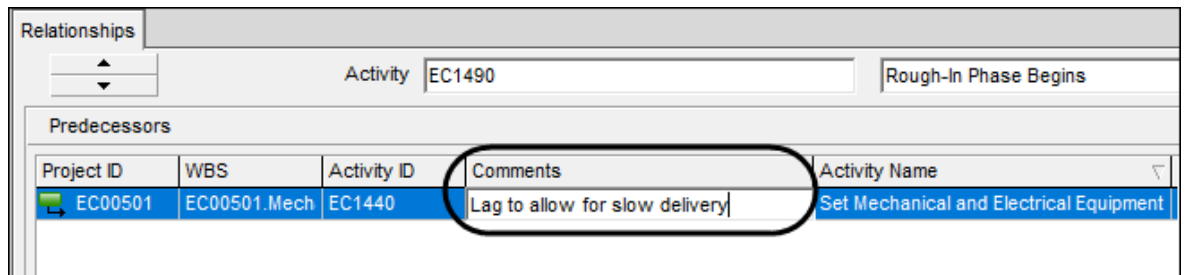 Relationships
Activity EC1490 Rough-In Phase Begins
Predecessors
Project ID WBS Activity ID Comments Activity Name
EC00501 EC00501.Mech EC1440 Lag to allow for slow delivery Set Mechanical and Electrical Equipment